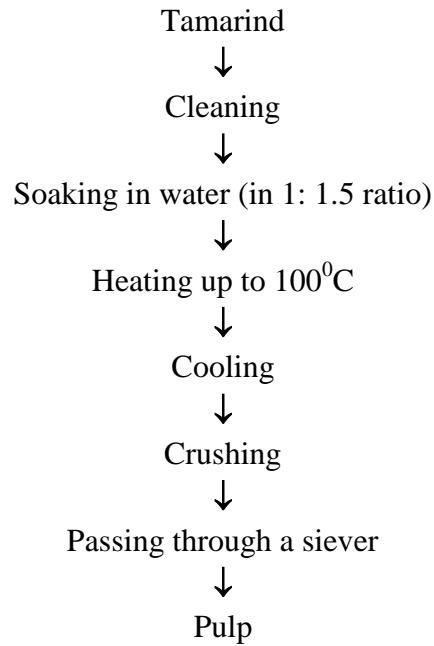 Tamarind
↓
Cleaning
↓
Soaking in water (in 1: 1.5 ratio)
↓
Heating up to 100⁰C
↓
Cooling
↓
Crushing
↓
Passing through a siever
↓
Pulp